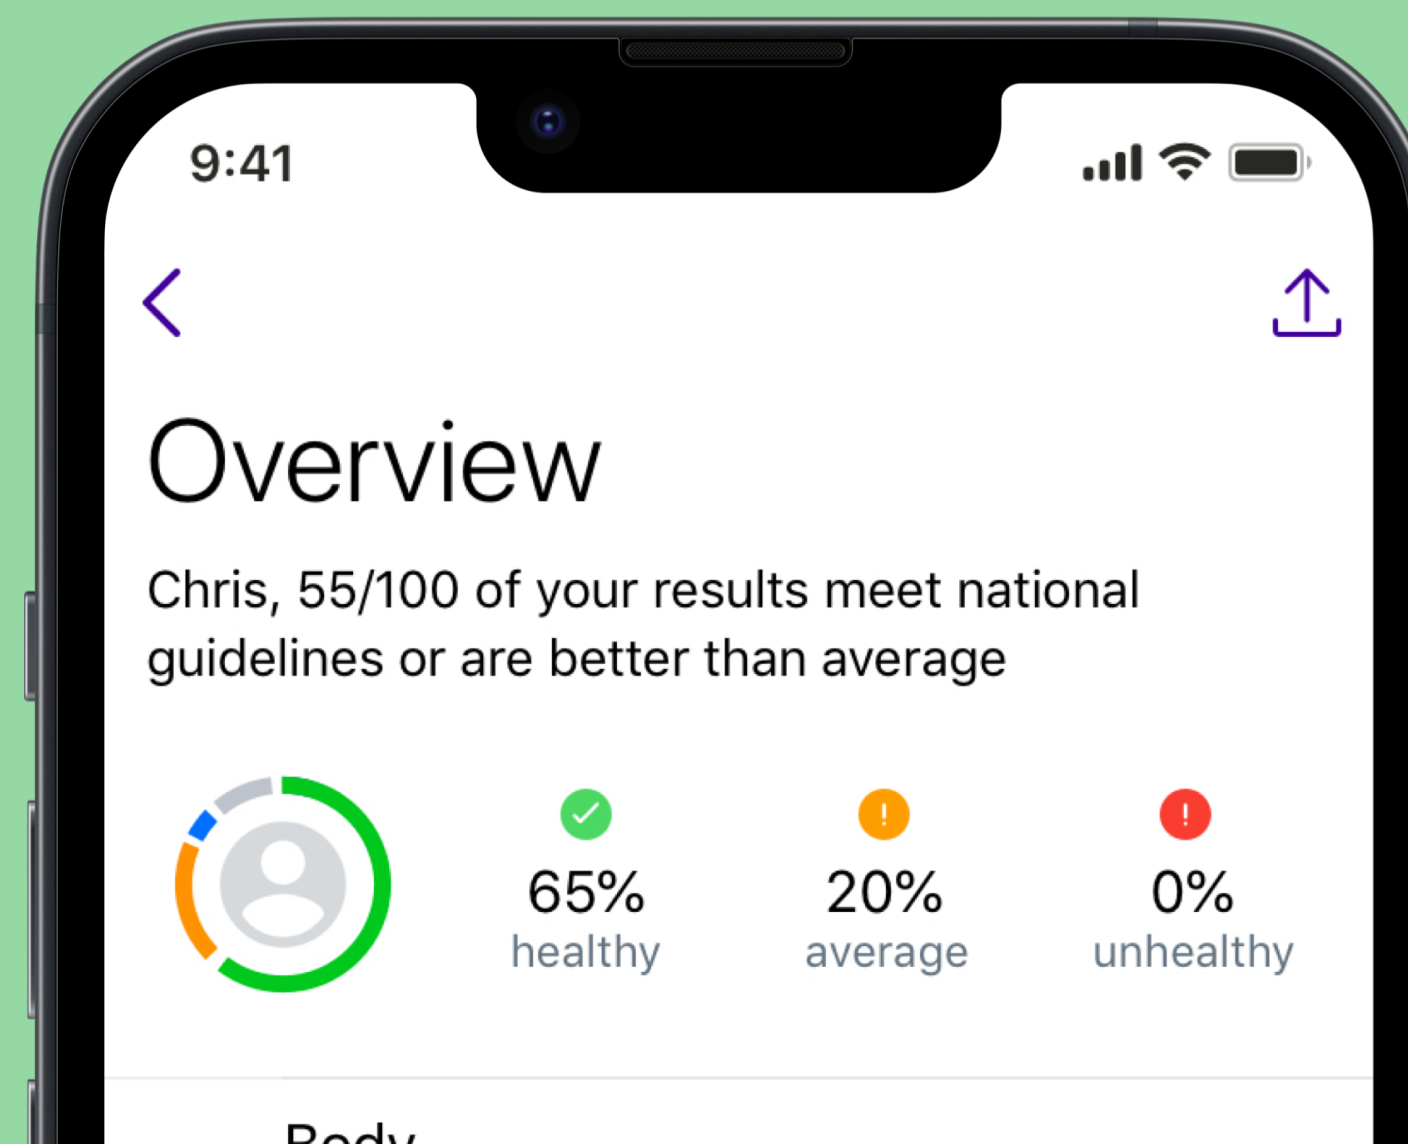 9:41
Overview
Chris, 55/100 of your results meet national
guidelines or are better than average
65%
healthy
20%
average
0%
unhealthy
Body